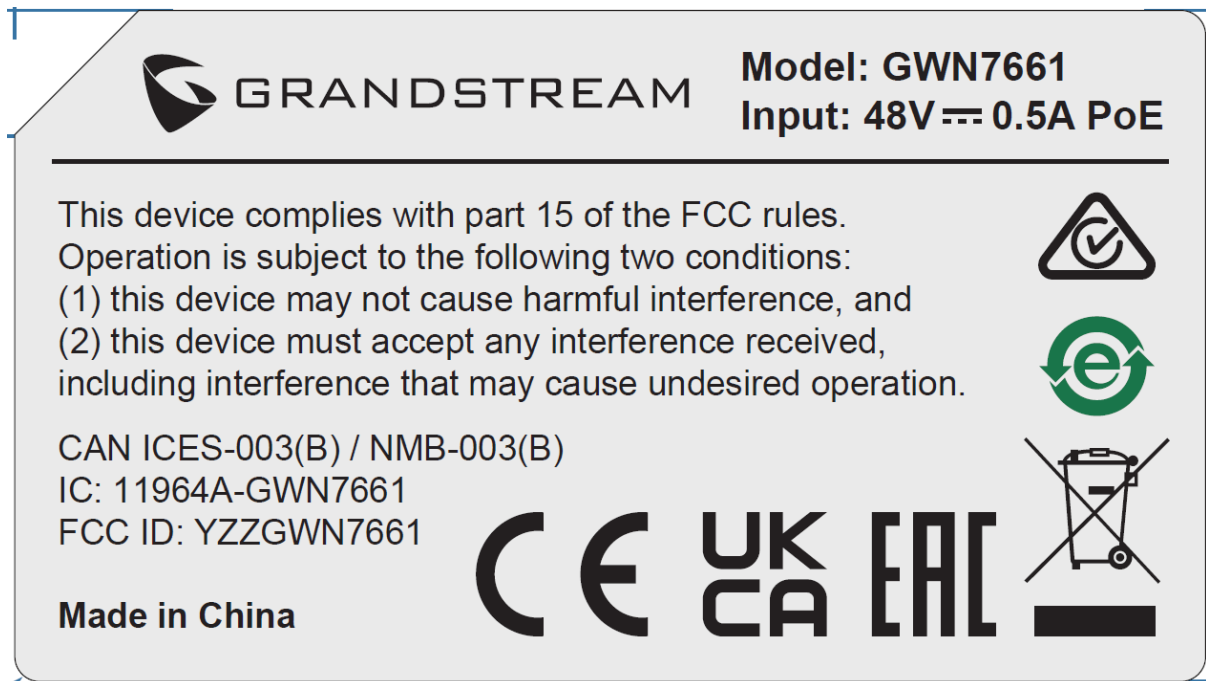 GRANDSTREAM
Model: GWN7661
Input: 48V⎓0.5A PoE
This device complies with part 15 of the FCC rules.
Operation is subject to the following two conditions:
(1) this device may not cause harmful interference, and
(2) this device must accept any interference received,
including interference that may cause undesired operation.
e
CAN ICES-003(B) / NMB-003(B)
IC: 11964A-GWN7661
FCC ID: YZZGWN7661
CE
UK
CA
EAC
Made in China